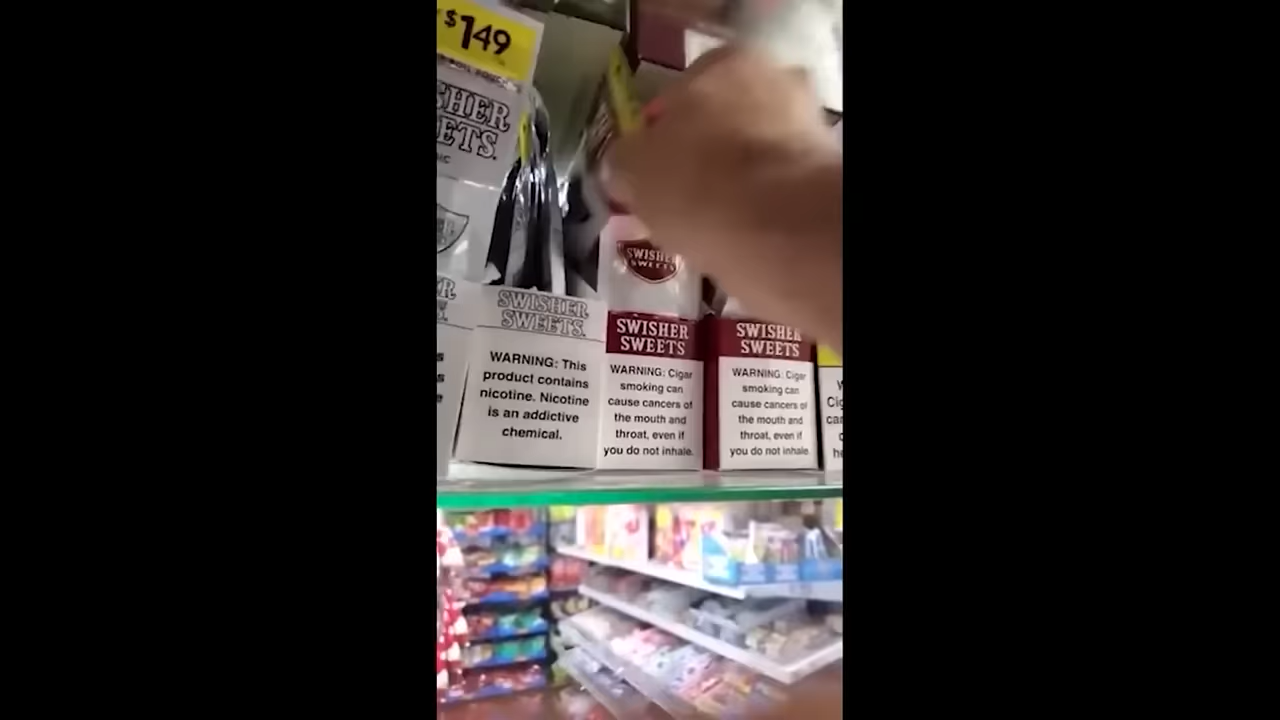 $149
SHER
ETS.
IC
SWISHER
SWEETS.
WARNING: This
product contains
nicotine. Nicotine
is an addictive
chemical.
SWISHER
SWEETS
SWISHER
SWEETS
WARNING: Cigar
smoking can
cause cancers of
the mouth and
throat, even if
you do not inhale.
SWISHER
SWEETS
WARNING: Cigar
smoking can
cause cancers of
the mouth and
throat, even if
you do not inhale.